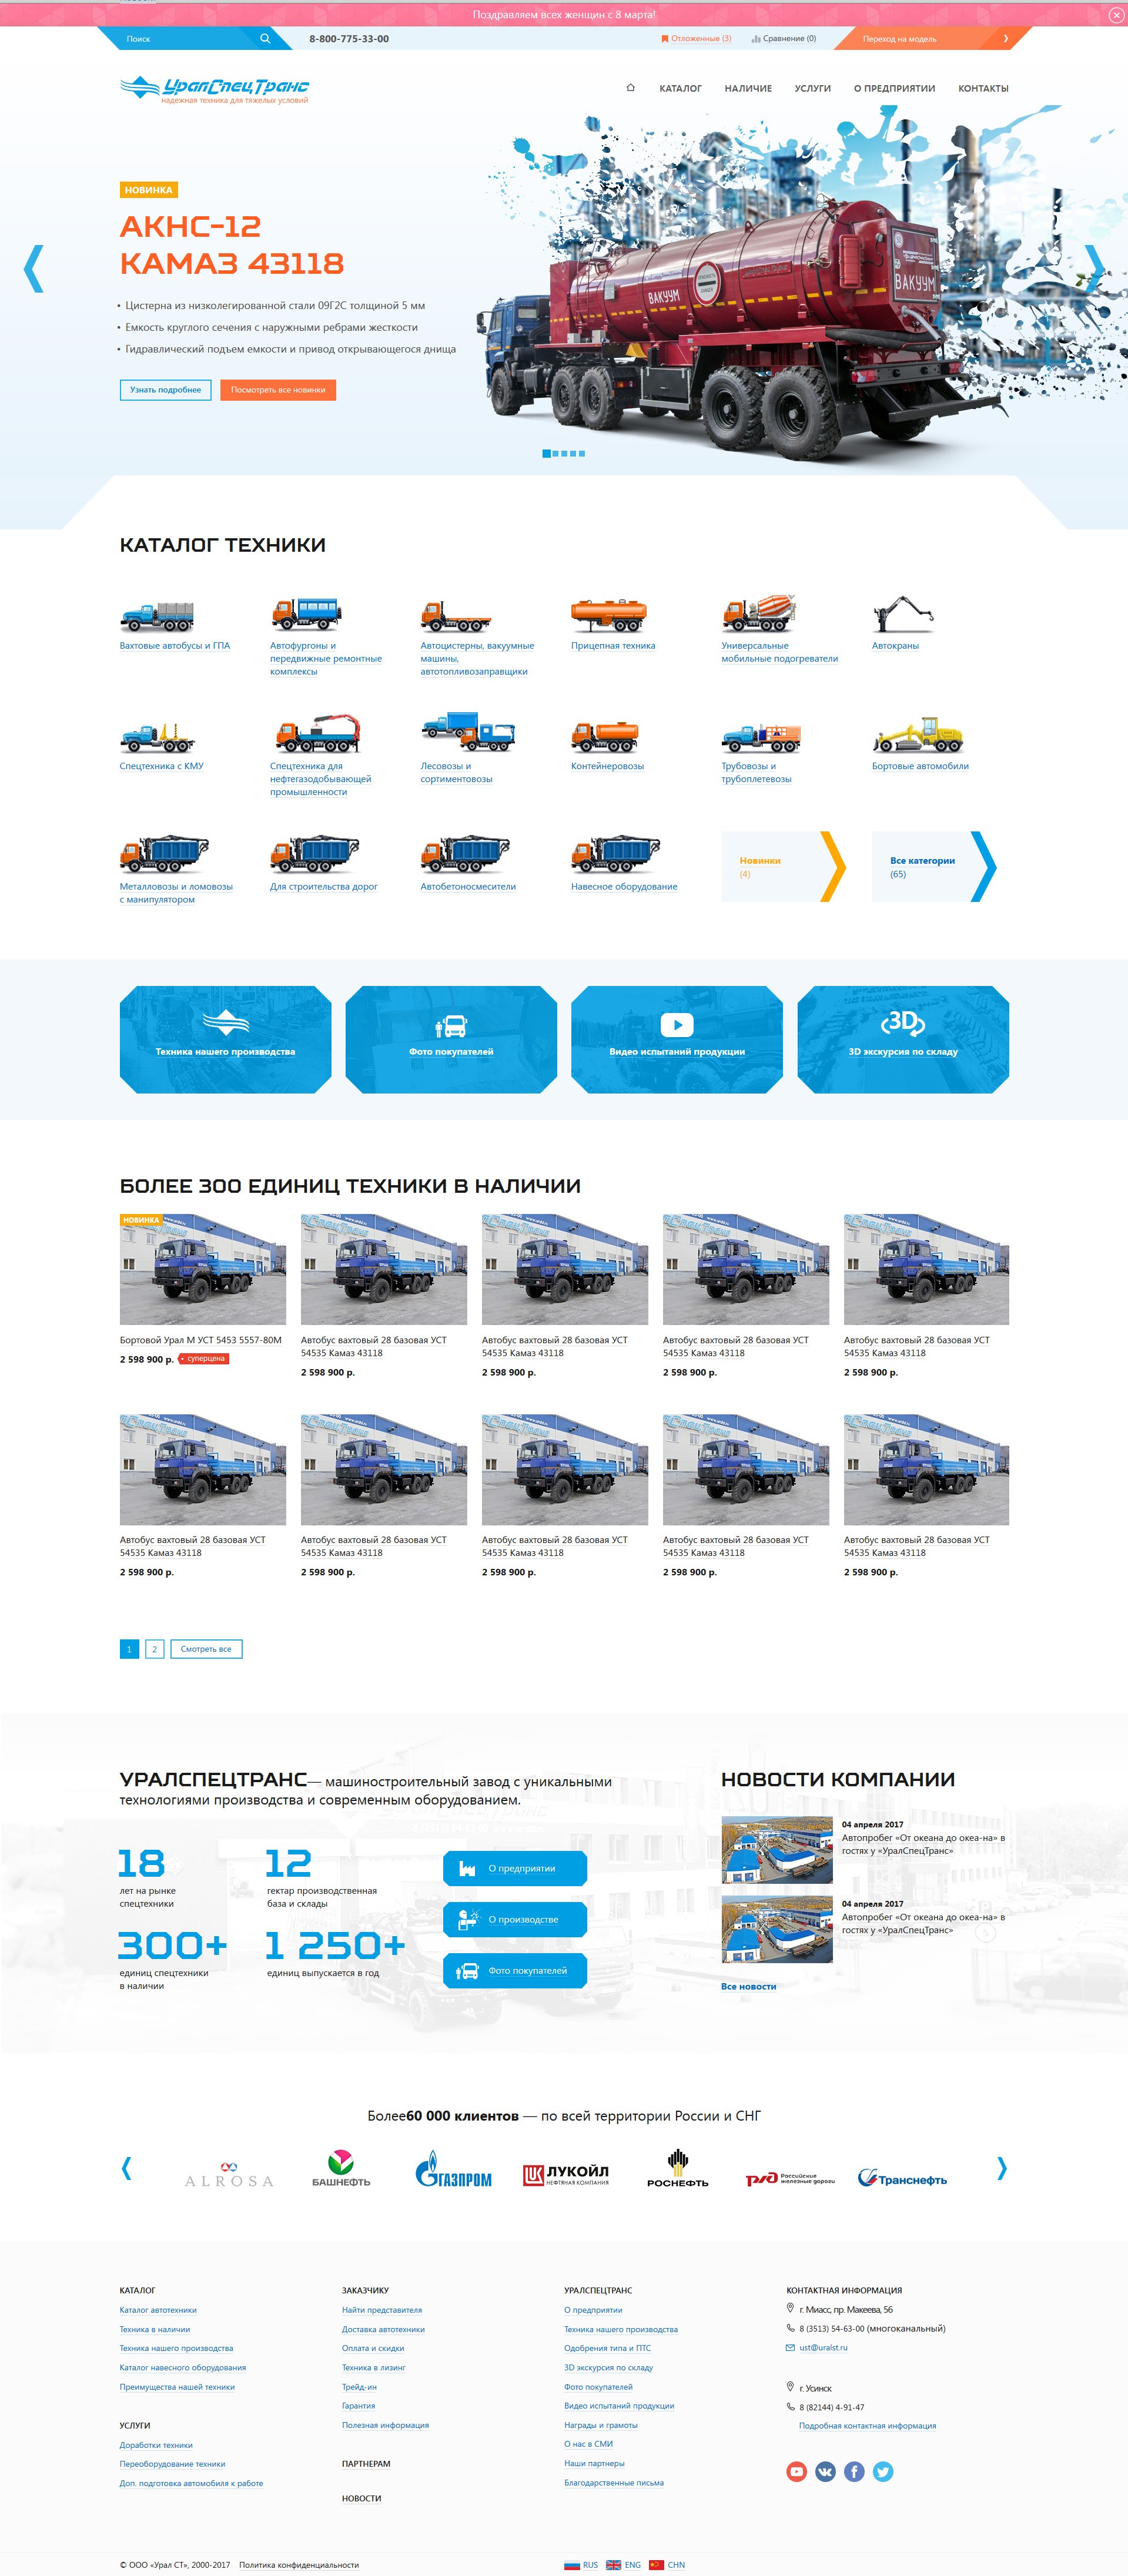 Поздравляем всех женщин с 8 марта!
Поиск
8-800-775-33-00
Отложенные (3)
Сравнение (0)
Переход на модель
УралСпецТранс
надежная техника для тяжелых условий
КАТАЛОГ
НАЛИЧИЕ
УСЛУГИ
О ПРЕДПРИЯТИИ
КОНТАКТЫ
НОВИНКА
АКНС-12
КАМАЗ 43118
• Цистерна из низколегированной стали 09Г2С толщиной 5 мм
• Емкость круглого сечения с наружными ребрами жесткости
• Гидравлический подъем емкости и привод открывающегося днища
Узнать подробнее
Посмотреть все новинки
ВАКУУМ
ВАКУУМ
КАТАЛОГ ТЕХНИКИ
Вахтовые автобусы и ГПА
Автофургоны и
передвижные ремонтные
комплексы
Автоцистерны, вакуумные
машины,
автотопливозаправщики
Прицепная техника
Универсальные
мобильные подогреватели
Автокраны
Спецтехника с КМУ
Спецтехника для
нефтегазодобывающей
промышленности
Лесовозы и
сортиментовозы
Контейнеровозы
Трубовозы и
трубоплетевозы
Бортовые автомобили
Металловозы и ломовозы
с манипулятором
Для строительства дорог
Автобетоносмесители
Навесное оборудование
Новинки
(4)
Все категории
(65)
Техника нашего производства
Фото покупателей
Видео испытаний продукции
3D
3D экскурсия по складу
БОЛЕЕ 300 ЕДИНИЦ ТЕХНИКИ В НАЛИЧИИ
НОВИНКА
Бортовой Урал М УСТ 5453 5557-80М
2 598 900 р.
суперцена
Автобус вахтовый 28 базовая УСТ
54535 Камаз 43118
2 598 900 р.
Автобус вахтовый 28 базовая УСТ
54535 Камаз 43118
2 598 900 р.
Автобус вахтовый 28 базовая УСТ
54535 Камаз 43118
2 598 900 р.
Автобус вахтовый 28 базовая УСТ
54535 Камаз 43118
2 598 900 р.
Автобус вахтовый 28 базовая УСТ
54535 Камаз 43118
2 598 900 р.
Автобус вахтовый 28 базовая УСТ
54535 Камаз 43118
2 598 900 р.
Автобус вахтовый 28 базовая УСТ
54535 Камаз 43118
2 598 900 р.
Автобус вахтовый 28 базовая УСТ
54535 Камаз 43118
2 598 900 р.
Автобус вахтовый 28 базовая УСТ
54535 Камаз 43118
2 598 900 р.
1
2
Смотреть все
УРАЛСПЕЦТРАНС— машиностроительный завод с уникальными
технологиями производства и современным оборудованием.
18
лет на рынке
спецтехники
12
гектар производственная
база и склады
300+
единиц спецтехники
в наличии
1 250+
единиц выпускается в год
О предприятии
О производстве
Фото покупателей
НОВОСТИ КОМПАНИИ
04 апреля 2017
Автопробег «От океана до океа-на» в
гостях у «УралСпецТранс»
04 апреля 2017
Автопробег «От океана до океа-на» в
гостях у «УралСпецТранс»
Все новости
Более60 000 клиентов — по всей территории России и СНГ
ALROSA
БАШНЕФТЬ
ГАЗПРОМ
ЛУКОЙЛ
НЕФТЯНАЯ КОМПАНИЯ
РОСНЕФТЬ
РЖД
Российские
железные дороги
Транснефть
КАТАЛОГ
Каталог автотехники
Техника в наличии
Техника нашего производства
Каталог навесного оборудования
Преимущества нашей техники
УСЛУГИ
Доработки техники
Переоборудование техники
Доп. подготовка автомобиля к работе
ЗАКАЗЧИКУ
Найти представителя
Доставка автотехники
Оплата и скидки
Техника в лизинг
Трейд-ин
Гарантия
Полезная информация
ПАРТНЕРАМ
НОВОСТИ
УРАЛСПЕЦТРАНС
О предприятии
Техника нашего производства
Одобрения типа и ПТС
3D экскурсия по складу
Фото покупателей
Видео испытаний продукции
Награды и грамоты
О нас в СМИ
Наши партнеры
Благодарственные письма
КОНТАКТНАЯ ИНФОРМАЦИЯ
г. Миасс, пр. Макеева, 56
8 (3513) 54-63-00 (многоканальный)
ust@uralst.ru
г. Усинск
8 (82144) 4-91-47
Подробная контактная информация
© ООО «Урал СТ», 2000-2017
Политика конфиденциальности
RUS
ENG
CHN